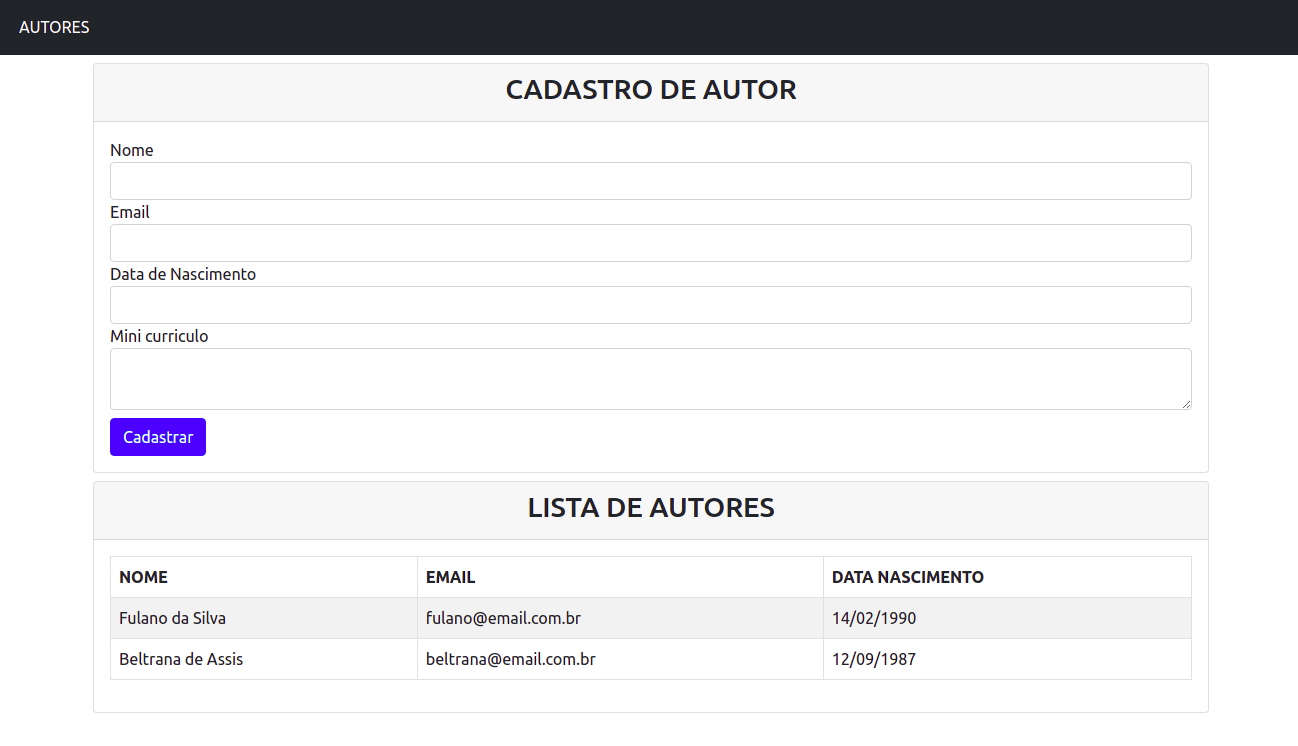 AUTORES
CADASTRO DE AUTOR
Nome
Email
Data de Nascimento
Mini curriculo
Cadastrar
LISTA DE AUTORES
NOME EMAIL DATA NASCIMENTO
Fulano da Silva fulano@email.com.br 14/02/1990
Beltrana de Assis beltrana@email.com.br 12/09/1987